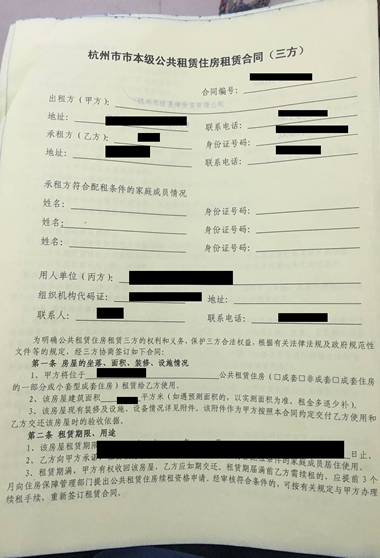 杭州市市本级公共租赁住房租赁合同（三方）
合同编号：
出租方（甲方）：
地址：
联系电话：
承租方（乙方）：
身份证号码：
地址：
联系电话：
承租方符合配租条件的家庭成员情况
姓名：
身份证号码：
姓名：
身份证号码：
姓名：
身份证号码：
用人单位（丙方）：
组织机构代码证：
地址：
联系人：
联系电话：
为明确公共租赁住房租赁三方的权利和义务，保护三方合法权益，根据有关法律法规及政府规范性
文件等的规定，经三方协商签订如下合同：
第一条 房屋的坐落、面积、装修、设施情况
1、甲方将位于 公共租赁住房（□成套□非成套□成套住房
的一部分或小套型成套住房）租赁给乙方使用。
2、该房屋建筑面积 平方米（如遇预测面积的，以实测面积为准，租金多退少补）。
3、该房屋现有装修及设施、设备情况详见附件。该附件作为甲方按照本合同约定交付乙方使用和
乙方交还该房屋时的验收依据。
第二条 租赁期限、用途
1、该房屋租赁期限 日止。
2、乙方向甲方承诺， 条件的家庭成员居住使用。
3、租赁期满，甲方有权收回该房屋，乙方应如期交还。租赁期届满前乙方需续租的，应提前 3 个
月向住房保障管理部门提出公共租赁住房续租资格申请。经审核符合条件的，可按有关规定与甲方办理
续租手续，重新签订租赁合同。